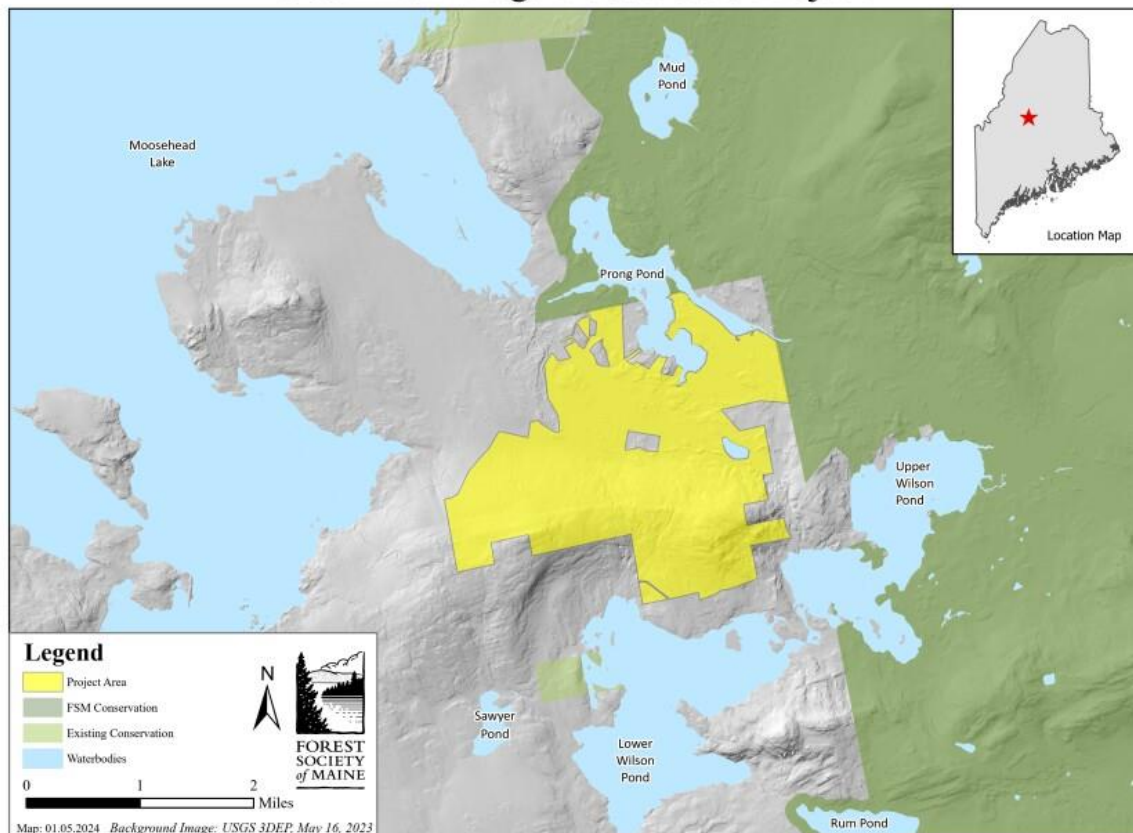 Mud
Pond
Moosehead
Lake
Location Map
Prong Pond
Upper
Wilson
Pond
Legend
Project Area
FSM Conservation
Existing Conservation
Waterbodies
N
FOREST
SOCIETY
of MAINE
0 1 2
Miles
Sawyer
Pond
Lower
Wilson
Pond
Rum Pond
Map: 01.05.2024 Background Image: USGS 3DEP, May 16, 2023